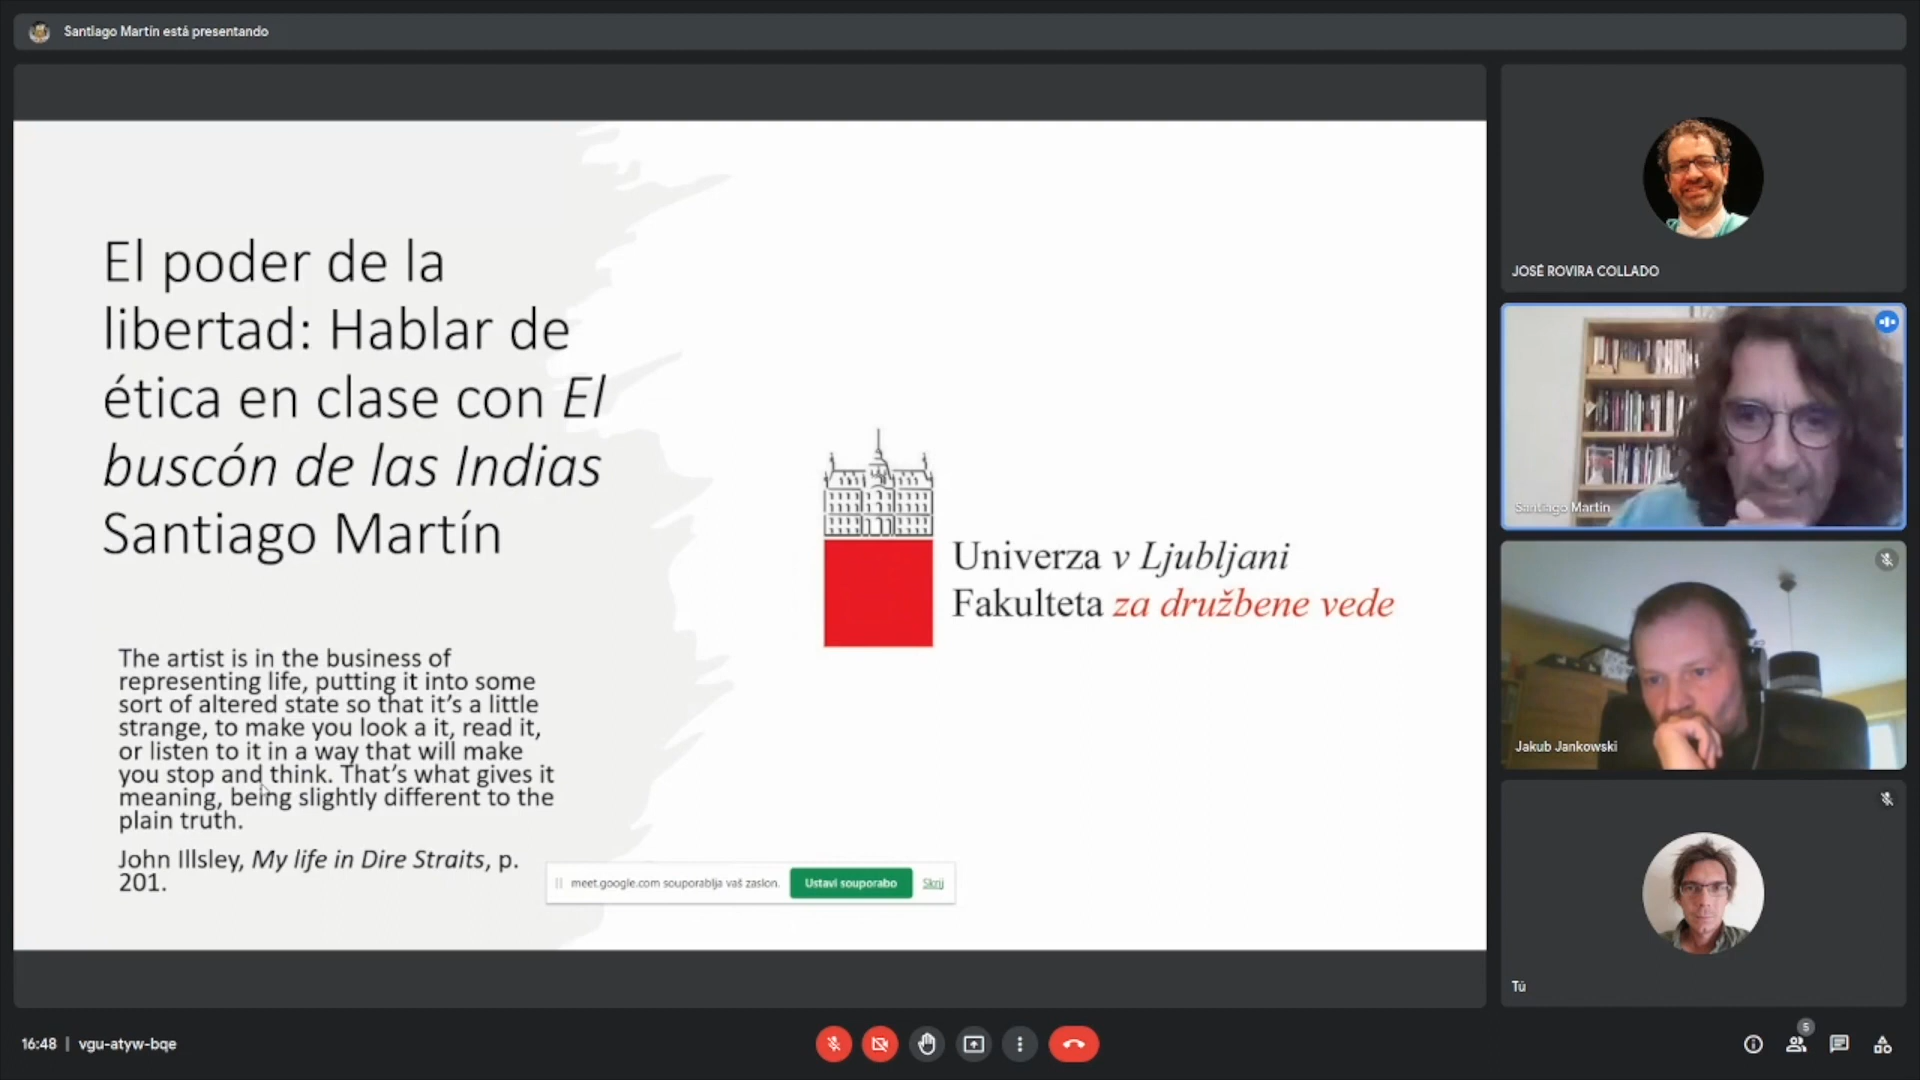 Santiago Martín está presentando
El poder de la
libertad: Hablar de
ética en clase con El
buscón de las Indias
Santiago Martín
The artist is in the business of
representing life, putting it into some
sort of altered state so that it's a little
strange, to make you look a it, read it,
or listen to it in a way that will make
you stop and think. That's what gives it
meaning, being slightly different to the
plain truth.
John Illsley, My life in Dire Straits, p.
201.
Univerza v Ljubljani
Fakulteta za družbene vede
meet.google.com souporablja vaš zaslon.
Ustavi souporabo
Skrij
JOSÉ ROVIRA COLLADO
Santiago Martín
Jakub Jankowski
Tú
16:48 | vgu-atyw-bqe
5